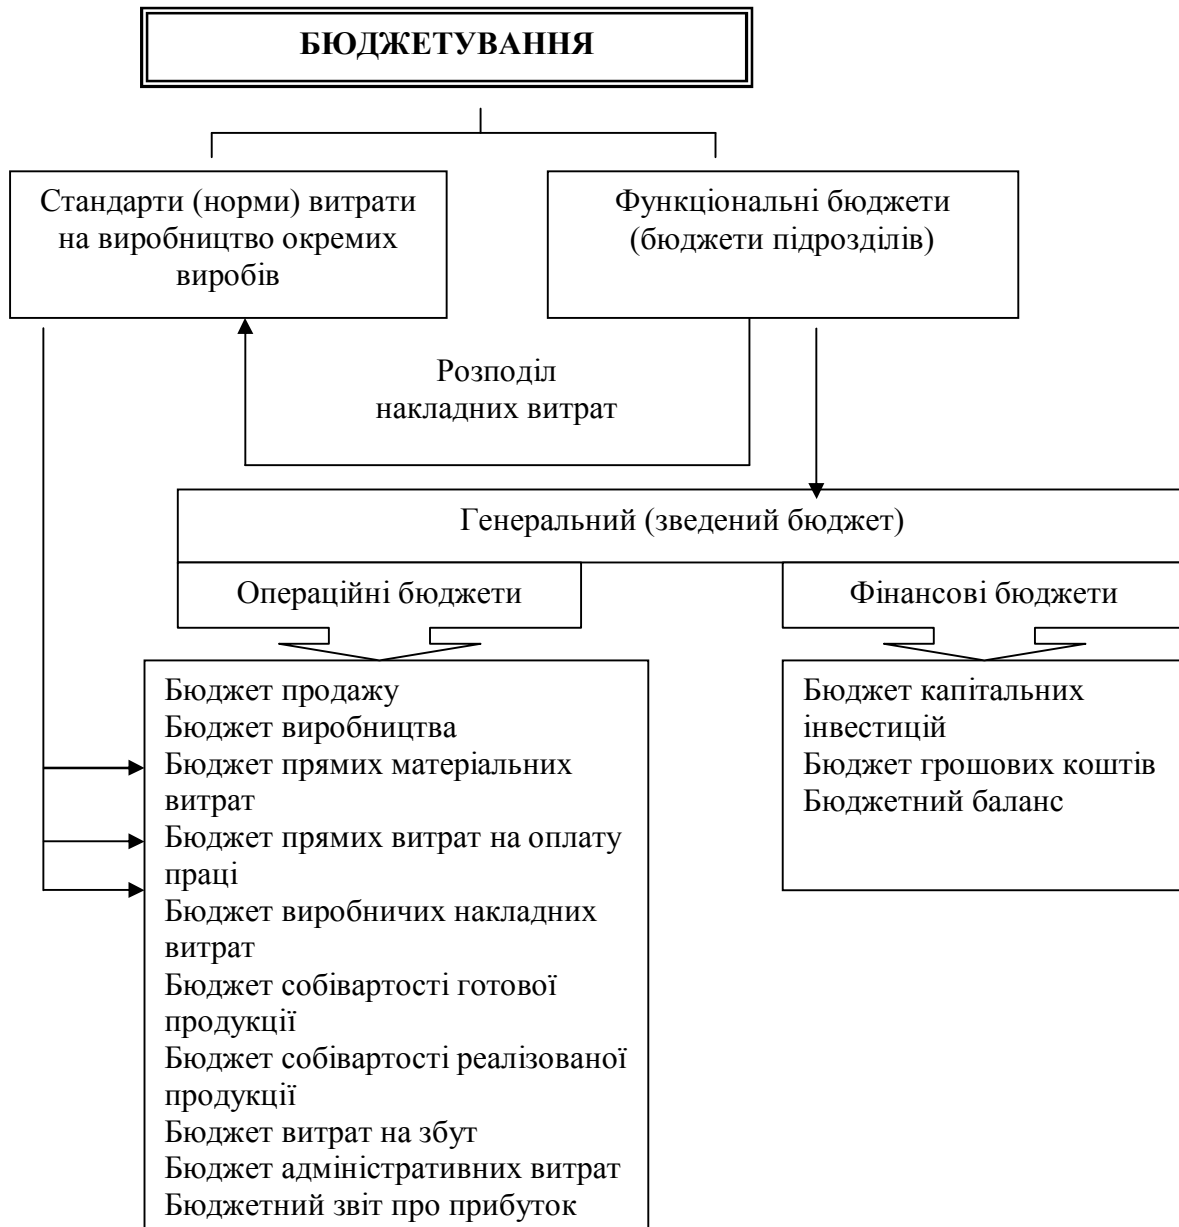 БЮДЖЕТУВАННЯ
Стандарти (норми) витрати
на виробництво окремих
виробів
Функціональні бюджети
(бюджети підрозділів)
Розподіл
накладних витрат
Генеральний (зведений бюджет)
Операційні бюджети
Фінансові бюджети
Бюджет продажу
Бюджет виробництва
Бюджет прямих матеріальних
витрат
Бюджет прямих витрат на оплату
праці
Бюджет виробничих накладних
витрат
Бюджет собівартості готової
продукції
Бюджет собівартості реалізованої
продукції
Бюджет витрат на збут
Бюджет адміністративних витрат
Бюджетний звіт про прибуток
Бюджет капітальних
інвестицій
Бюджет грошових коштів
Бюджетний баланс